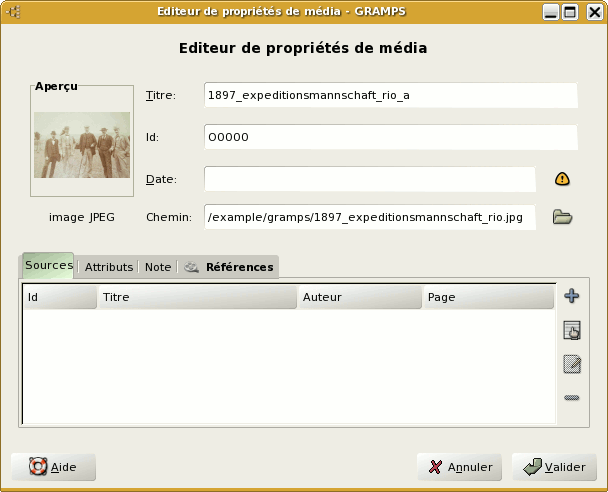 Editeur de propriétés de média - GRAMPS
Editeur de propriétés de média
Aperçu
image JPEG
Titre: 1897_expeditionsmannschaft_rio_a
Id: O0000
Date:
Chemin: /example/gramps/1897_expeditionsmannschaft_rio.jpg
Sources Attributs Note Références
Id Titre Auteur Page
Aide Annuler Valider